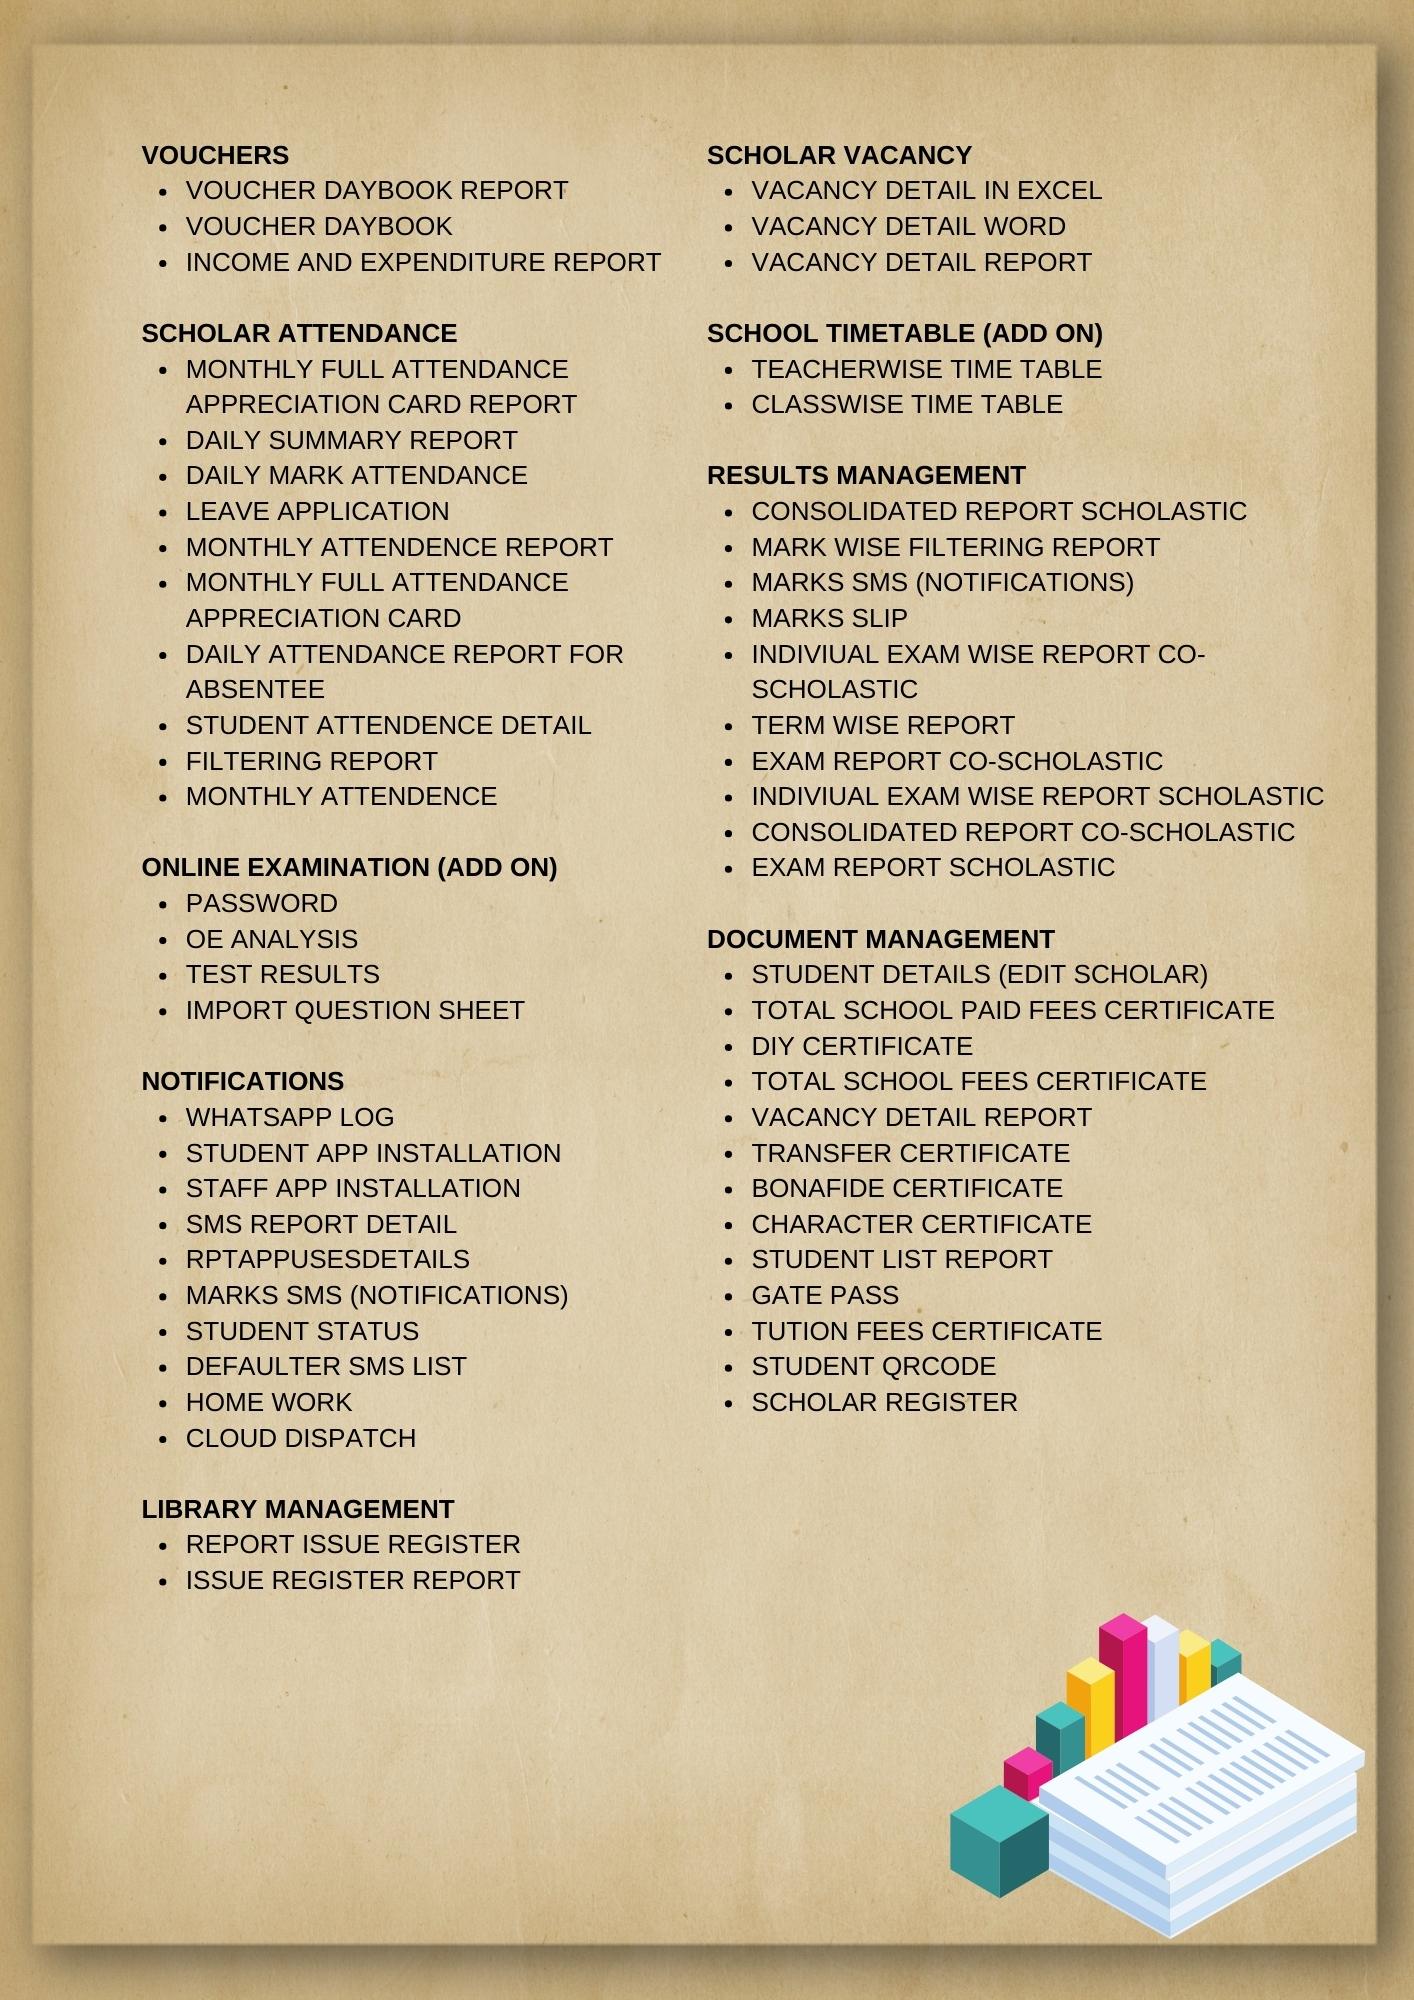 VOUCHERS
• VOUCHER DAYBOOK REPORT
• VOUCHER DAYBOOK
• INCOME AND EXPENDITURE REPORT
SCHOLAR ATTENDANCE
• MONTHLY FULL ATTENDANCE
APPRECIATION CARD REPORT
• DAILY SUMMARY REPORT
• DAILY MARK ATTENDANCE
• LEAVE APPLICATION
• MONTHLY ATTENDENCE REPORT
• MONTHLY FULL ATTENDANCE
APPRECIATION CARD
• DAILY ATTENDANCE REPORT FOR
ABSENTEE
• STUDENT ATTENDENCE DETAIL
• FILTERING REPORT
• MONTHLY ATTENDENCE
ONLINE EXAMINATION (ADD ON)
• PASSWORD
• OE ANALYSIS
• TEST RESULTS
• IMPORT QUESTION SHEET
NOTIFICATIONS
• WHATSAPP LOG
• STUDENT APP INSTALLATION
• STAFF APP INSTALLATION
• SMS REPORT DETAIL
• RPTAPPUSESDETAILS
• MARKS SMS (NOTIFICATIONS)
• STUDENT STATUS
• DEFAULTER SMS LIST
• HOME WORK
• CLOUD DISPATCH
LIBRARY MANAGEMENT
• REPORT ISSUE REGISTER
• ISSUE REGISTER REPORT
SCHOLAR VACANCY
• VACANCY DETAIL IN EXCEL
• VACANCY DETAIL WORD
• VACANCY DETAIL REPORT
SCHOOL TIMETABLE (ADD ON)
• TEACHERWISE TIME TABLE
• CLASSWISE TIME TABLE
RESULTS MANAGEMENT
• CONSOLIDATED REPORT SCHOLASTIC
• MARK WISE FILTERING REPORT
• MARKS SMS (NOTIFICATIONS)
• MARKS SLIP
• INDIVIUAL EXAM WISE REPORT CO-
SCHOLASTIC
• TERM WISE REPORT
• EXAM REPORT CO-SCHOLASTIC
• INDIVIUAL EXAM WISE REPORT SCHOLASTIC
• CONSOLIDATED REPORT CO-SCHOLASTIC
• EXAM REPORT SCHOLASTIC
DOCUMENT MANAGEMENT
• STUDENT DETAILS (EDIT SCHOLAR)
• TOTAL SCHOOL PAID FEES CERTIFICATE
• DIY CERTIFICATE
• TOTAL SCHOOL FEES CERTIFICATE
• VACANCY DETAIL REPORT
• TRANSFER CERTIFICATE
• BONAFIDE CERTIFICATE
• CHARACTER CERTIFICATE
• STUDENT LIST REPORT
• GATE PASS
• TUTION FEES CERTIFICATE
• STUDENT QRCODE
• SCHOLAR REGISTER